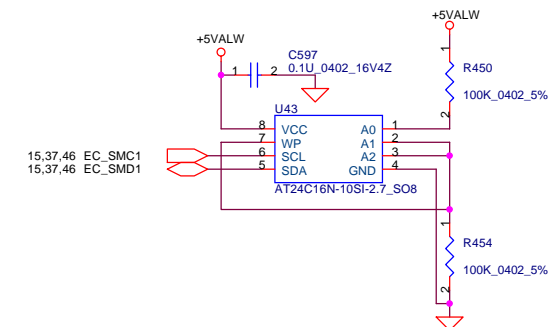 +5VALW
+5VALW
C597
0.1U_0402_16V4Z
1 2
1
R450
100K_0402_5%
2
U43
8 VCC A0 1
7 WP A1 2
15,37,46 EC_SMC1 6 SCL A2 3
15,37,46 EC_SMD1 5 SDA GND 4
AT24C16N-10SI-2.7_SO8
1
R454
100K_0402_5%
2